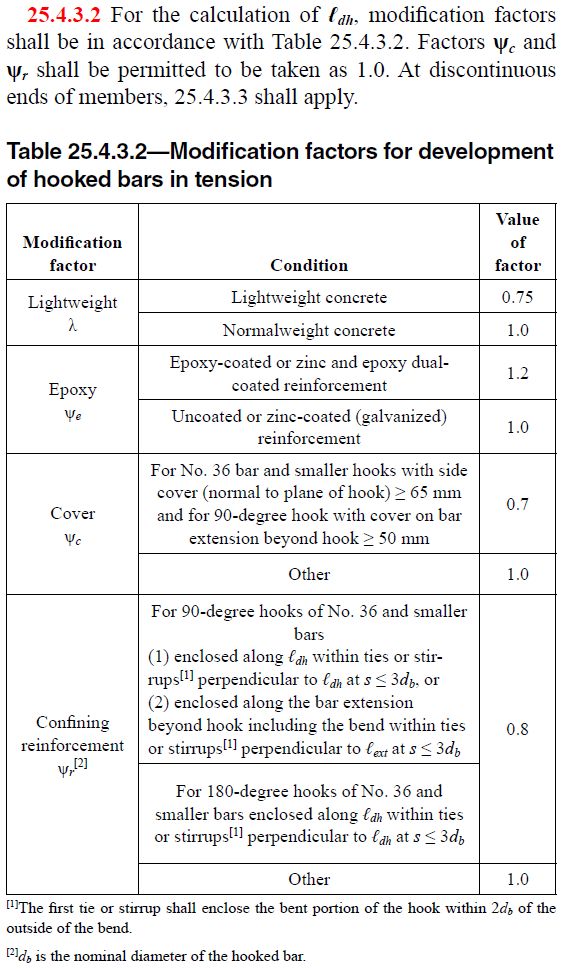 25.4.3.2 For the calculation of ℓdh, modification factors
shall be in accordance with Table 25.4.3.2. Factors ψc and
ψr shall be permitted to be taken as 1.0. At discontinuous
ends of members, 25.4.3.3 shall apply.
Table 25.4.3.2—Modification factors for development
of hooked bars in tension
Modification
factor
Condition
Value
of
factor
Lightweight
λ
Lightweight concrete
0.75
Normalweight concrete
1.0
Epoxy
ψe
Epoxy-coated or zinc and epoxy dual-
coated reinforcement
1.2
Uncoated or zinc-coated (galvanized)
reinforcement
1.0
Cover
ψc
For No. 36 bar and smaller hooks with side
cover (normal to plane of hook) ≥ 65 mm
and for 90-degree hook with cover on bar
extension beyond hook ≥ 50 mm
0.7
Other
1.0
Confining
reinforcement
ψr[2]
For 90-degree hooks of No. 36 and smaller
bars
(1) enclosed along ℓdh within ties or stir-
rups[1] perpendicular to ℓdh at s ≤ 3db, or
(2) enclosed along the bar extension
beyond hook including the bend within ties
or stirrups[1] perpendicular to ℓext at s ≤ 3db
0.8
For 180-degree hooks of No. 36 and
smaller bars enclosed along ℓdh within ties
or stirrups[1] perpendicular to ℓdh at s ≤ 3db
Other
1.0
[1]The first tie or stirrup shall enclose the bent portion of the hook within 2db of the
outside of the bend.
[2]db is the nominal diameter of the hooked bar.